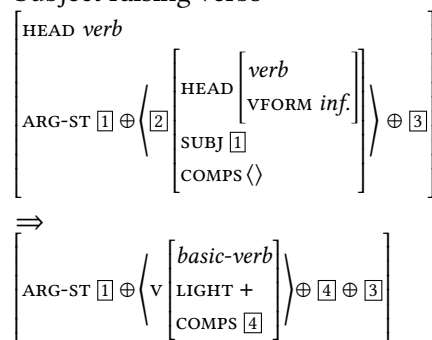 Subject raising verbs
HEAD verb
verb
HEAD
VFORM inf.
ARG-ST 1 ⊕ ⟨ 2 ⟩ ⊕ 3
SUBJ 1
COMPS ⟨⟩
⇒
basic-verb
ARG-ST 1 ⊕ ⟨ V LIGHT + ⟩ ⊕ 4 ⊕ 3
COMPS 4